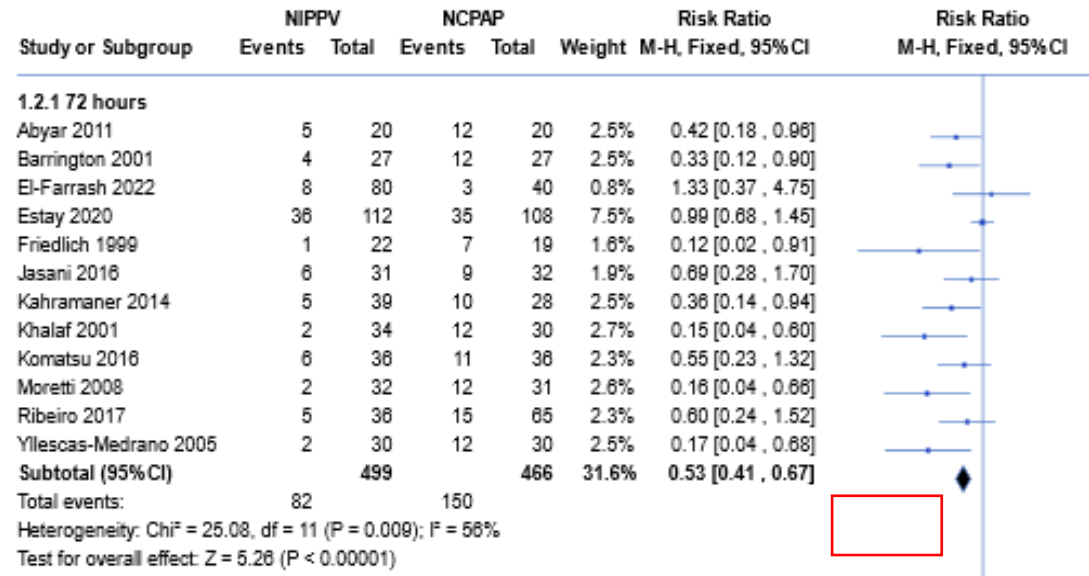 NIPPV NCPAP Risk Ratio Risk Ratio
Study or Subgroup Events Total Events Total Weight M-H, Fixed, 95%CI M-H, Fixed, 95%CI
1.2.1 72 hours
Abyar 2011 5 20 12 20 2.5% 0.42 [0.18 , 0.96]
Barrington 2001 4 27 12 27 2.5% 0.33 [0.12 , 0.90]
El-Farrash 2022 8 80 3 40 0.8% 1.33 [0.37 , 4.75]
Estay 2020 36 112 35 108 7.5% 0.99 [0.68 , 1.45]
Friedlich 1999 1 22 7 19 1.6% 0.12 [0.02 , 0.91]
Jasani 2016 6 31 9 32 1.9% 0.69 [0.28 , 1.70]
Kahramaner 2014 5 39 10 28 2.5% 0.36 [0.14 , 0.94]
Khalaf 2001 2 34 12 30 2.7% 0.15 [0.04 , 0.60]
Komatsu 2016 6 36 11 36 2.3% 0.55 [0.23 , 1.32]
Moretti 2008 2 32 12 31 2.6% 0.16 [0.04 , 0.66]
Ribeiro 2017 5 36 15 65 2.3% 0.60 [0.24 , 1.52]
Yllescas-Medrano 2005 2 30 12 30 2.5% 0.17 [0.04 , 0.68]
Subtotal (95%CI) 499 466 31.6% 0.53 [0.41 , 0.67]
Total events: 82 150
Heterogeneity: Chi² = 25.08, df = 11 (P = 0.009); I² = 56%
Test for overall effect: Z = 5.26 (P < 0.00001)